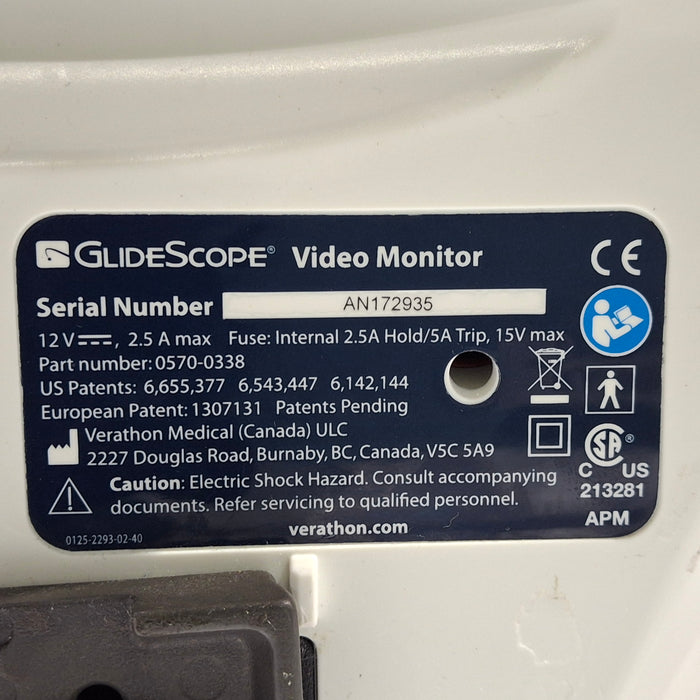 GLIDESCOPE® Video Monitor
CE
Serial Number AN172935
12 V, 2.5 A max Fuse: Internal 2.5A Hold/5A Trip, 15V max
Part number: 0570-0338
US Patents: 6,655,377 6,543,447 6,142,144
European Patent: 1307131 Patents Pending
Verathon Medical (Canada) ULC
2227 Douglas Road, Burnaby, BC, Canada, V5C 5A9
Caution: Electric Shock Hazard. Consult accompanying
documents. Refer servicing to qualified personnel.
verathon.com
0125-2293-02-40
CSA®
C US
213281
APM